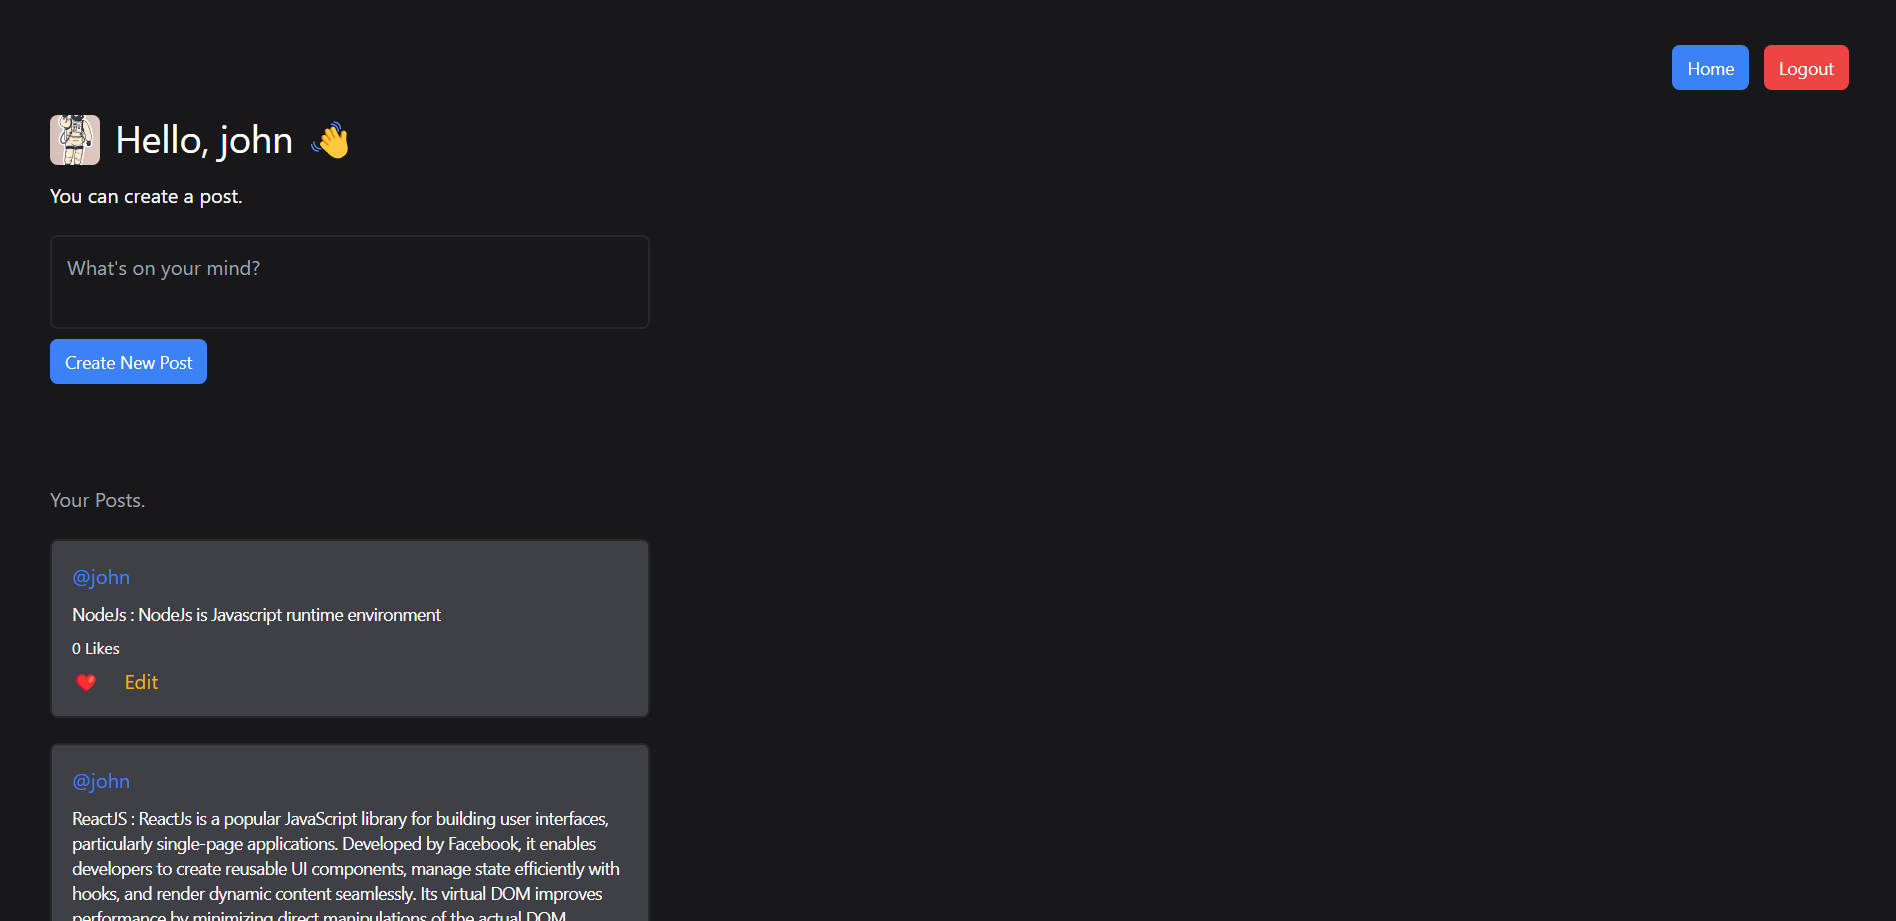 Home Logout
Hello, john 👋
You can create a post.
What's on your mind?
Create New Post
Your Posts.
@john
NodeJs : NodeJs is Javascript runtime environment
0 Likes
❤️ Edit
@john
ReactJS : ReactJs is a popular JavaScript library for building user interfaces,
particularly single-page applications. Developed by Facebook, it enables
developers to create reusable UI components, manage state efficiently with
hooks, and render dynamic content seamlessly. Its virtual DOM improves
performance by minimizing direct manipulations of the actual DOM.